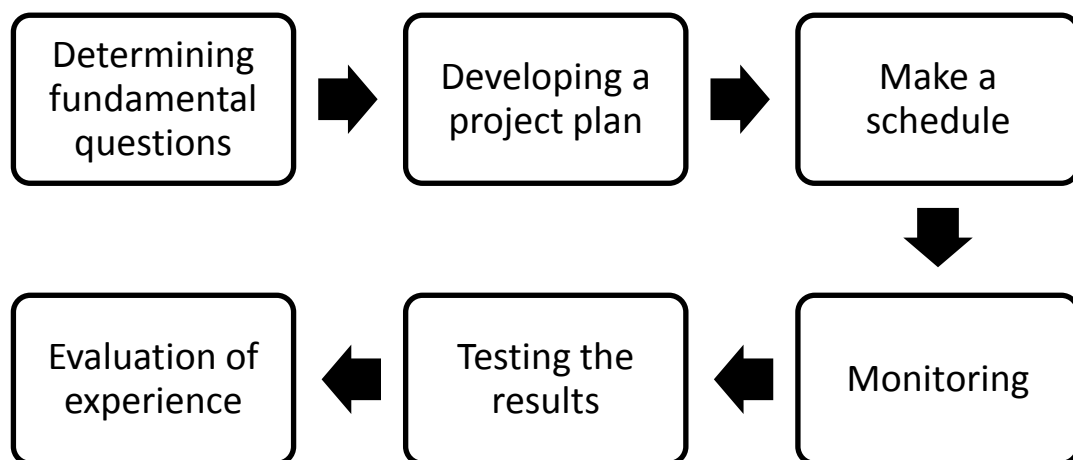 Determining
fundamental
questions
Developing a
project plan
Make a
schedule
Monitoring
Testing the
results
Evaluation of
experience